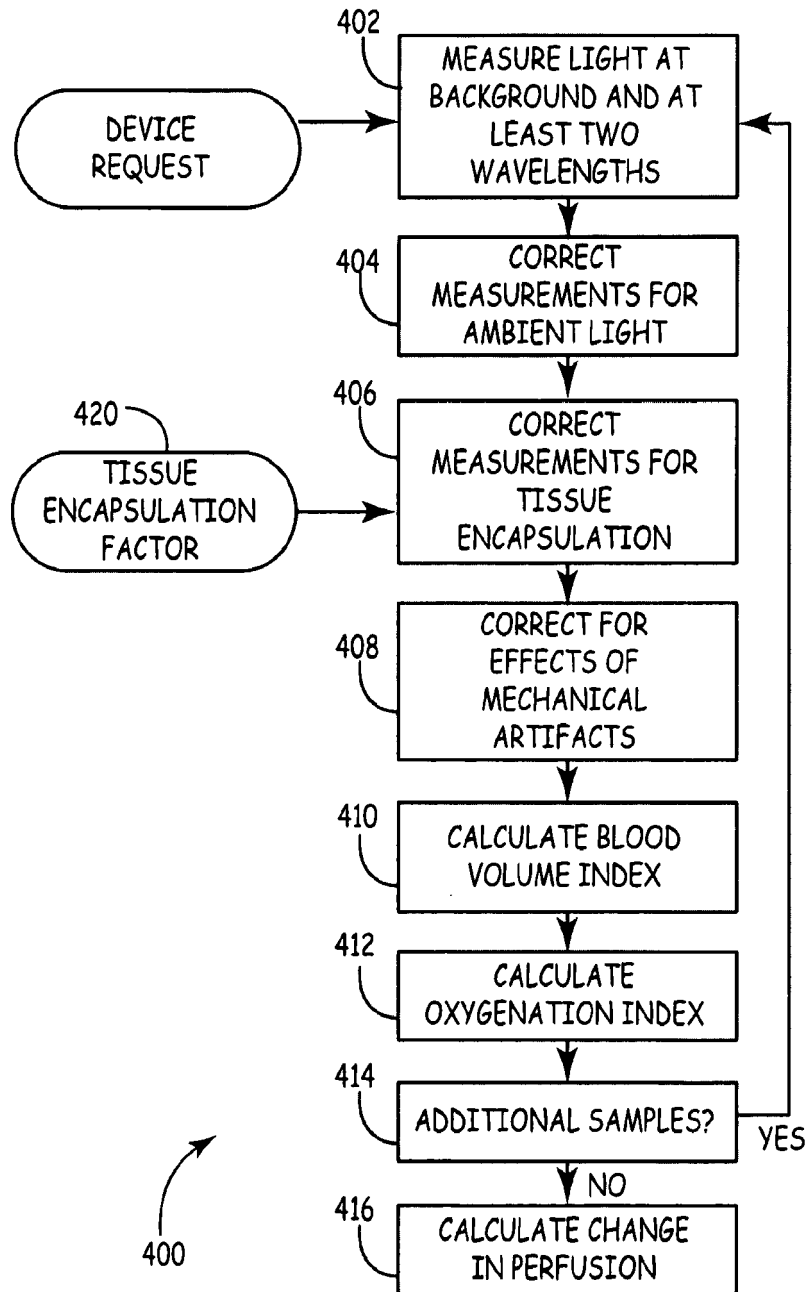 402
MEASURE LIGHT AT
BACKGROUND AND AT
LEAST TWO
WAVELENGTHS
DEVICE
REQUEST
404
CORRECT
MEASUREMENTS FOR
AMBIENT LIGHT
406
CORRECT
MEASUREMENTS FOR
TISSUE
ENCAPSULATION
420
TISSUE
ENCAPSULATION
FACTOR
408
CORRECT FOR
EFFECTS OF
MECHANICAL
ARTIFACTS
410
CALCULATE BLOOD
VOLUME INDEX
412
CALCULATE
OXYGENATION INDEX
414
ADDITIONAL SAMPLES?
YES
NO
416
CALCULATE CHANGE
IN PERFUSION
400